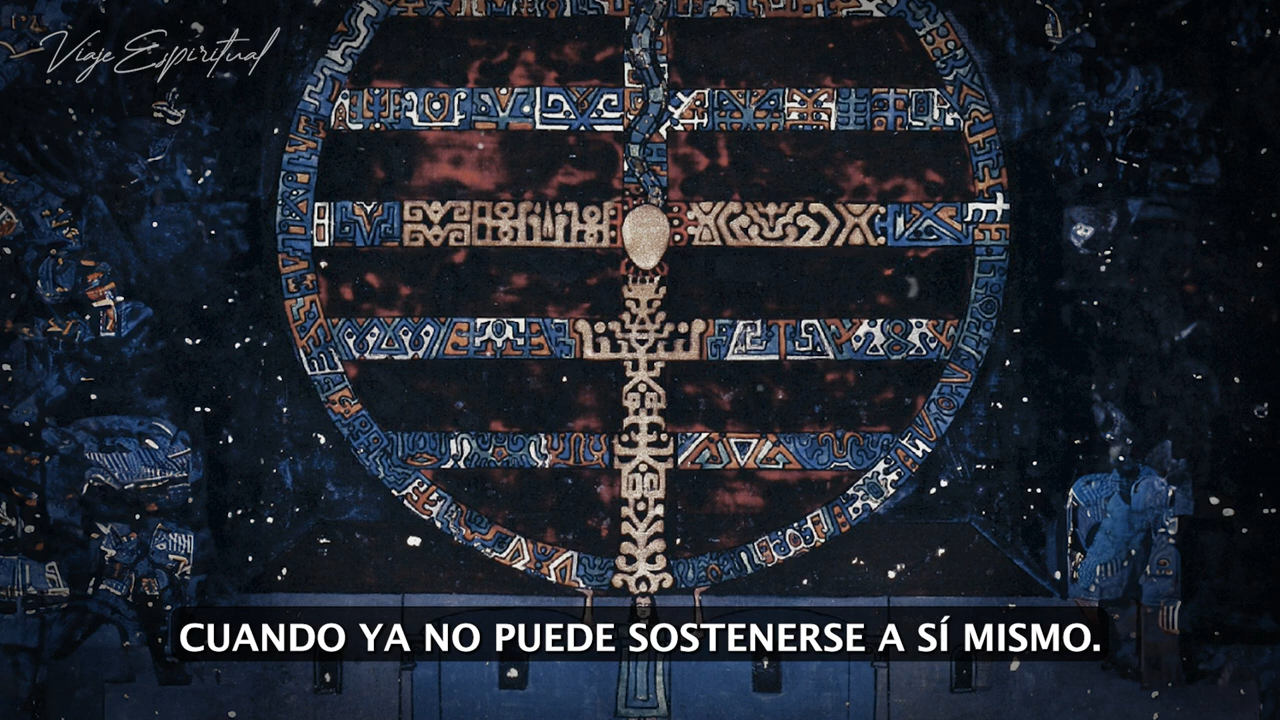 Viaje Espiritual
CUANDO YA NO PUEDE SOSTENERSE A SÍ MISMO.